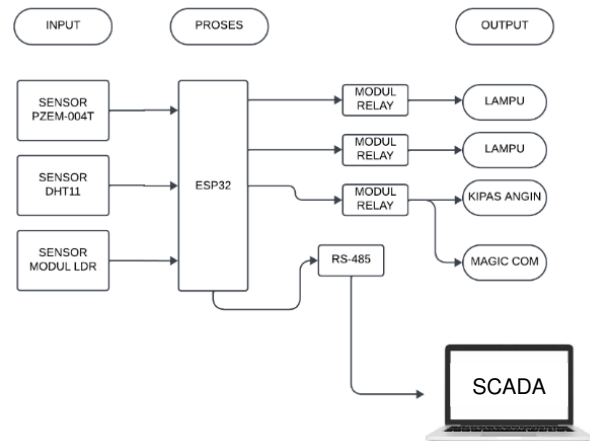 INPUT
PROSES
OUTPUT
SENSOR
PZEM-004T
SENSOR
DHT11
SENSOR
MODUL LDR
ESP32
MODUL
RELAY
MODUL
RELAY
MODUL
RELAY
RS-485
LAMPU
LAMPU
KIPAS ANGIN
MAGIC COM
SCADA